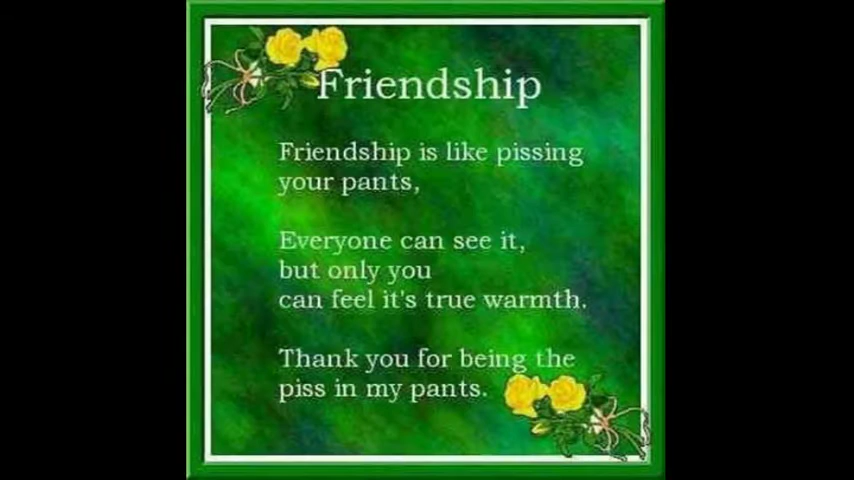 Friendship
Friendship is like pissing
your pants,
Everyone can see it,
but only you
can feel it's true warmth.
Thank you for being the
piss in my pants.